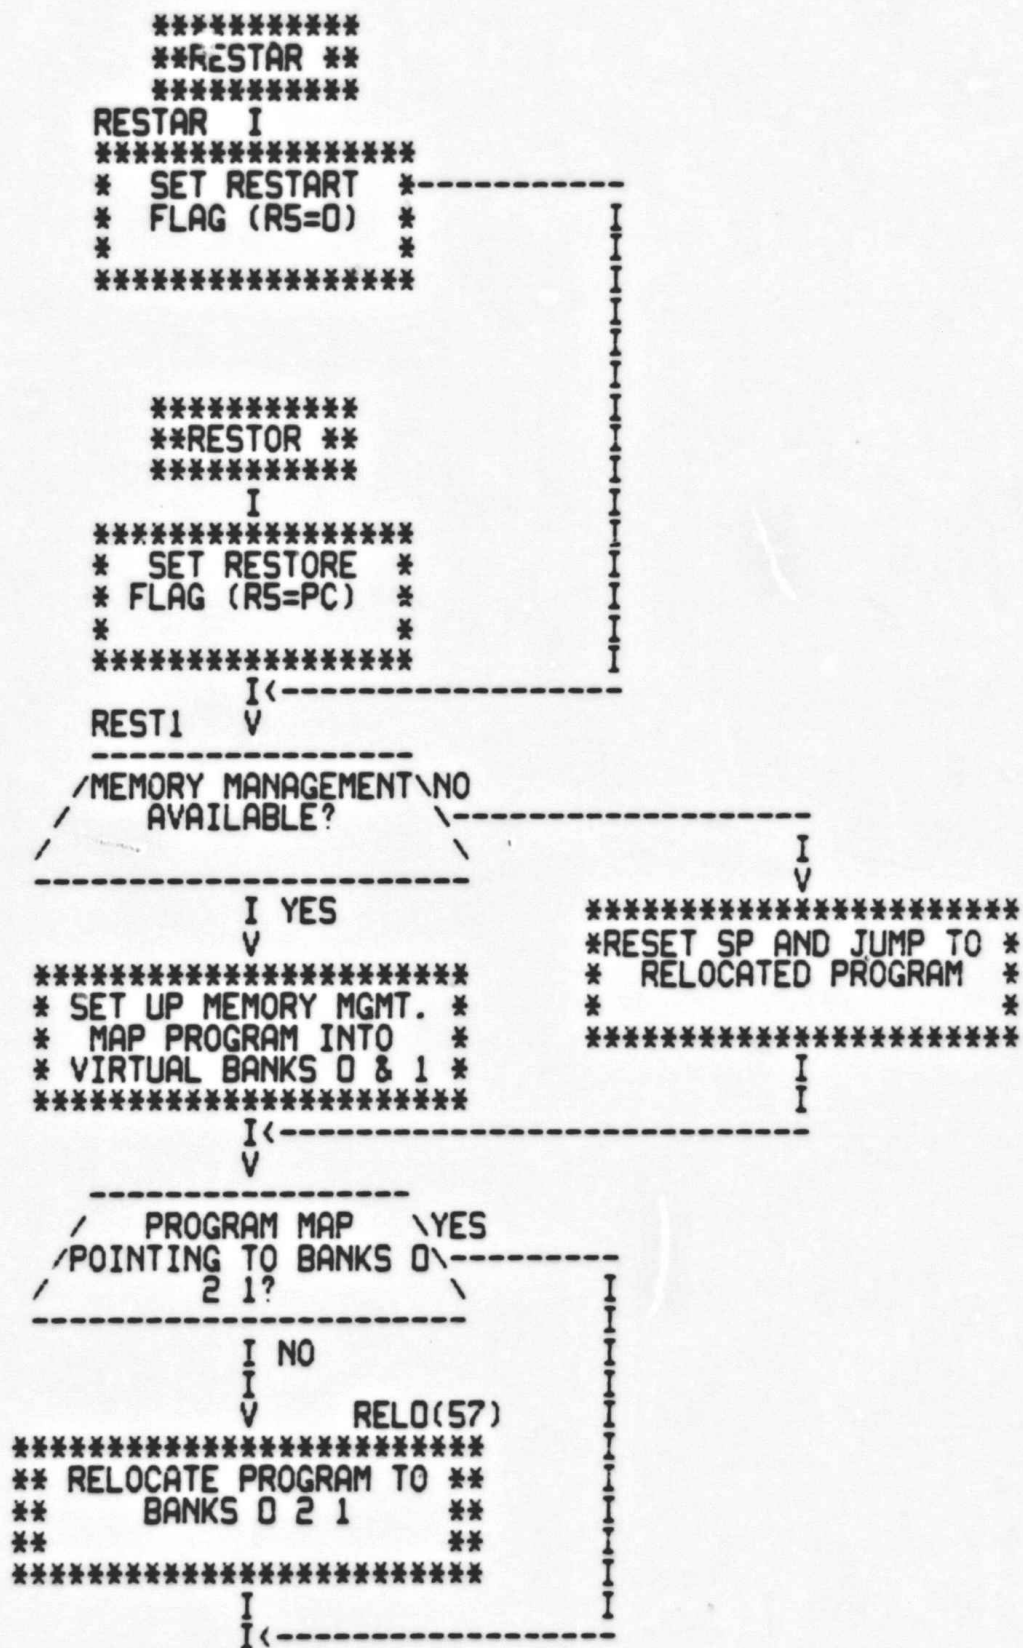 ***********
**RESTAR **
***********
RESTAR I
*****************
* SET RESTART *-----------
* FLAG (R5=0) * I
* * I
***************** I
I
I
I
I
*********** I
**RESTOR ** I
*********** I
I I
***************** I
* SET RESTORE * I
* FLAG (R5=PC) * I
* * I
***************** I
I<------------------
REST1 V
-----------------
/MEMORY MANAGEMENT\NO
/ AVAILABLE? \-------------------
/ \ I
----------------------- V
I YES ***********************
V *RESET SP AND JUMP TO *
*********************** * RELOCATED PROGRAM *
* SET UP MEMORY MGMT. * * *
* MAP PROGRAM INTO * ***********************
* VIRTUAL BANKS 0 & 1 * I
*********************** I
I<----------------------------
V
-----------------
/ PROGRAM MAP \YES
/POINTING TO BANKS 0\---------
/ 2 1? \ I
----------------------- I
I NO I
I I
V RELO(57) I
************************* I
** RELOCATE PROGRAM TO ** I
** BANKS 0 2 1 ** I
** ** I
************************* I
I I
I<------------------